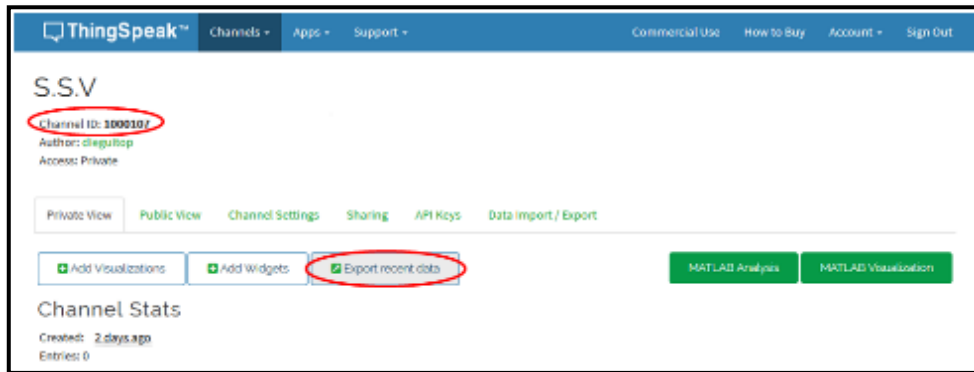 ThingSpeak™ Channels Apps Support Commercial Use How to Buy Account Sign Out
S.S.V
Channel ID: 1000107
Author: dieguitop
Access: Private
Private View Public View Channel Settings Sharing API Keys Data Import / Export
Add Visualizations Add Widgets Export recent data MATLAB Analysis MATLAB Visualization
Channel Stats
Created: 2 days ago
Entries: 0